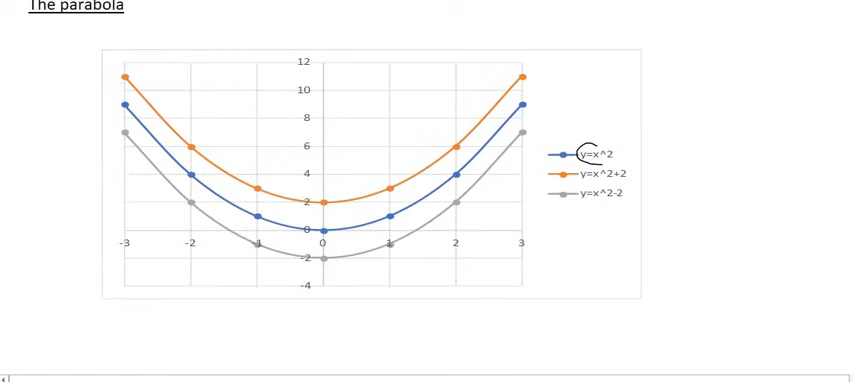 The parabola
12
10
8
6
4
2
0
-3 -2 -1 0 1 2 3
-2
-4
y=x^2
y=x^2+2
y=x^2-2